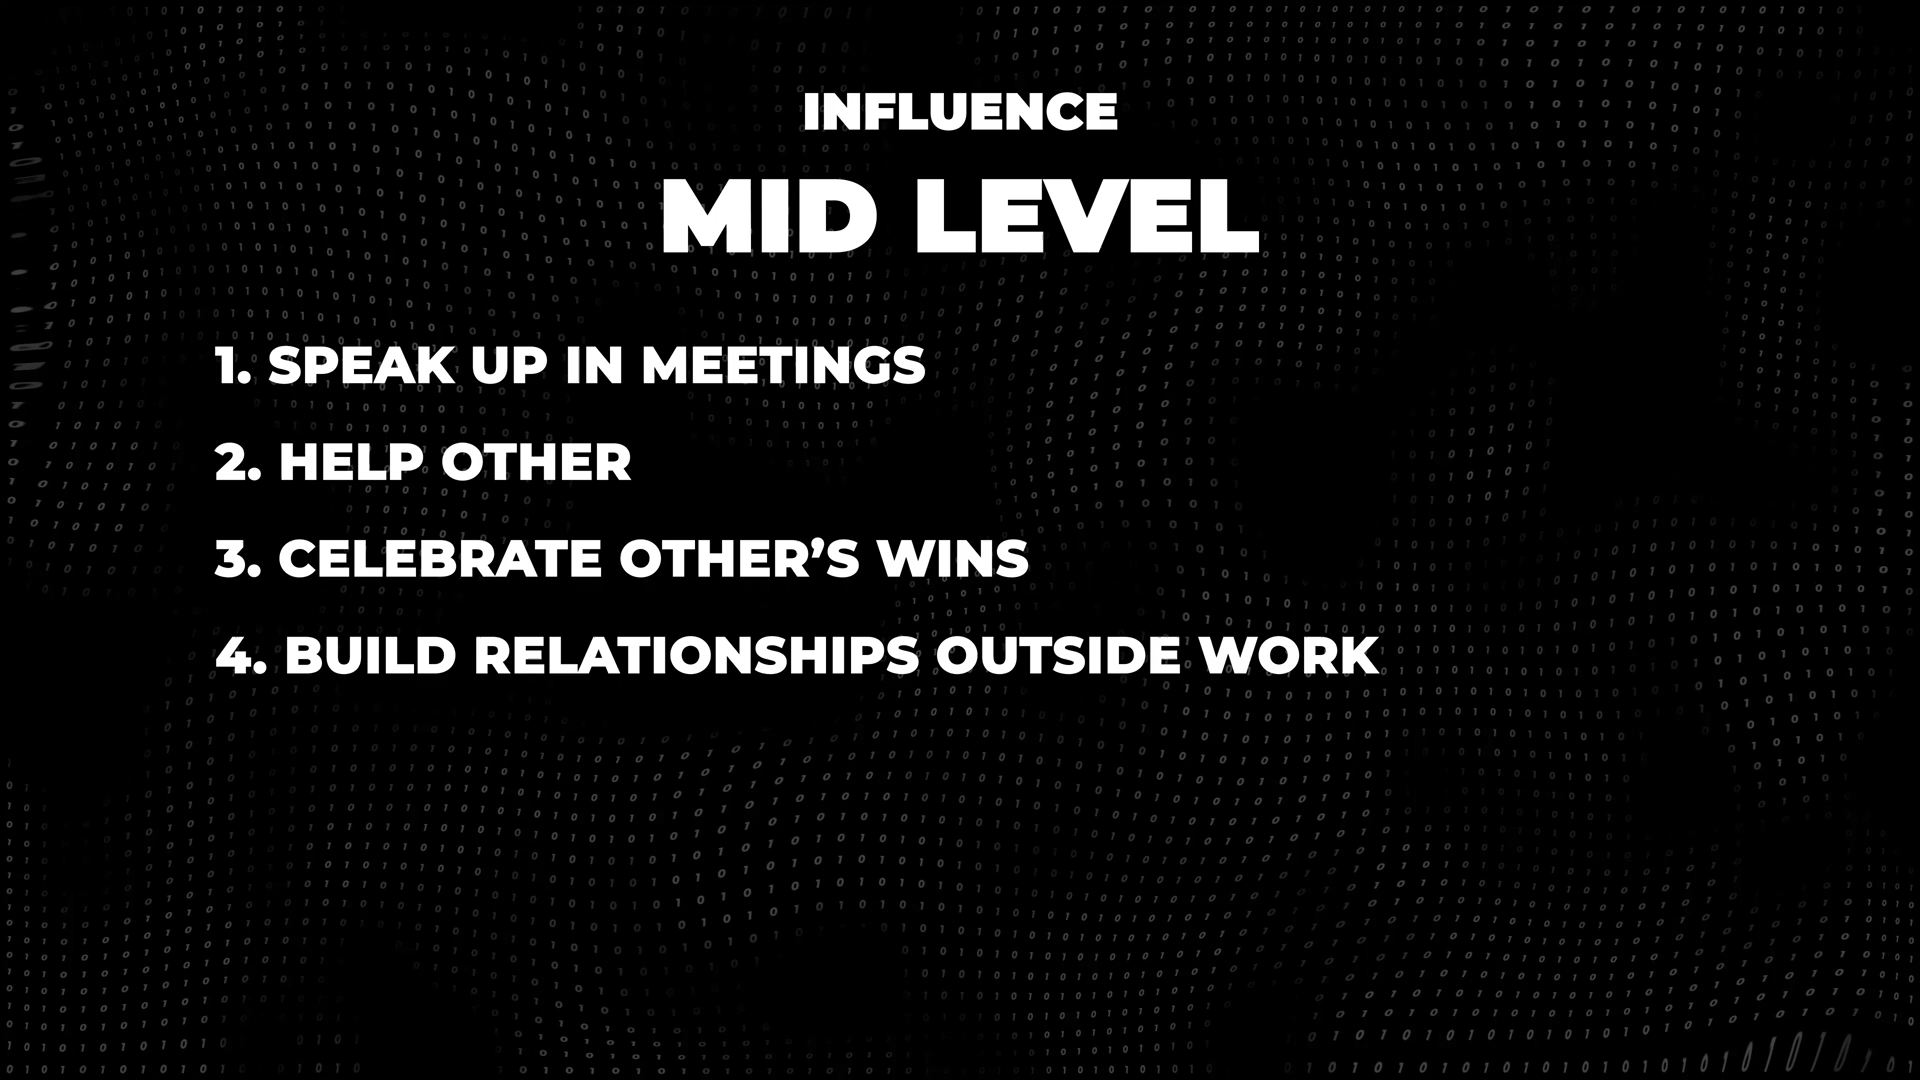 INFLUENCE
MID LEVEL
1. SPEAK UP IN MEETINGS
2. HELP OTHER
3. CELEBRATE OTHER’S WINS
4. BUILD RELATIONSHIPS OUTSIDE WORK